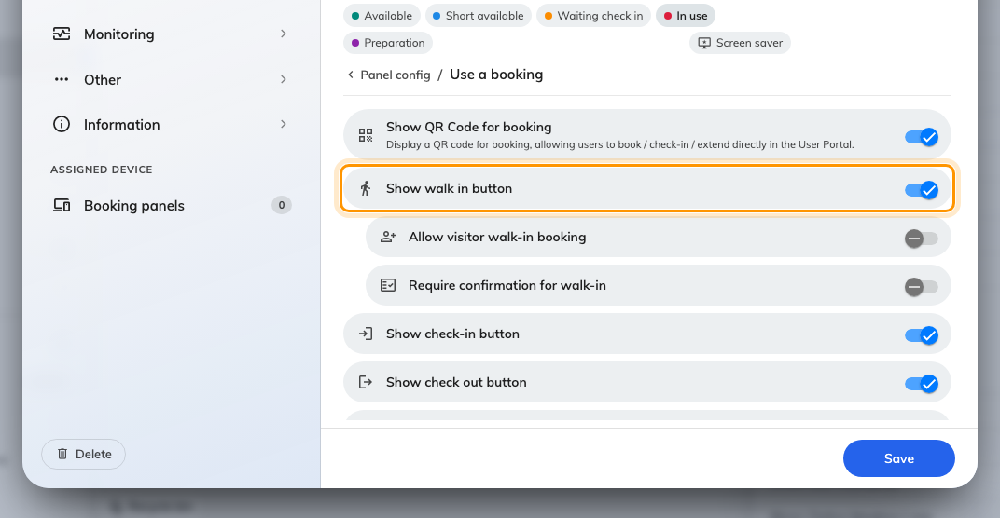 Monitoring
Other
Information
ASSIGNED DEVICE
Booking panels
0
Delete
Available
Short available
Waiting check in
In use
Preparation
Screen saver
Panel config / Use a booking
Show QR Code for booking
Display a QR code for booking, allowing users to book / check-in / extend directly in the User Portal.
Show walk in button
Allow visitor walk-in booking
Require confirmation for walk-in
Show check-in button
Show check out button
Save